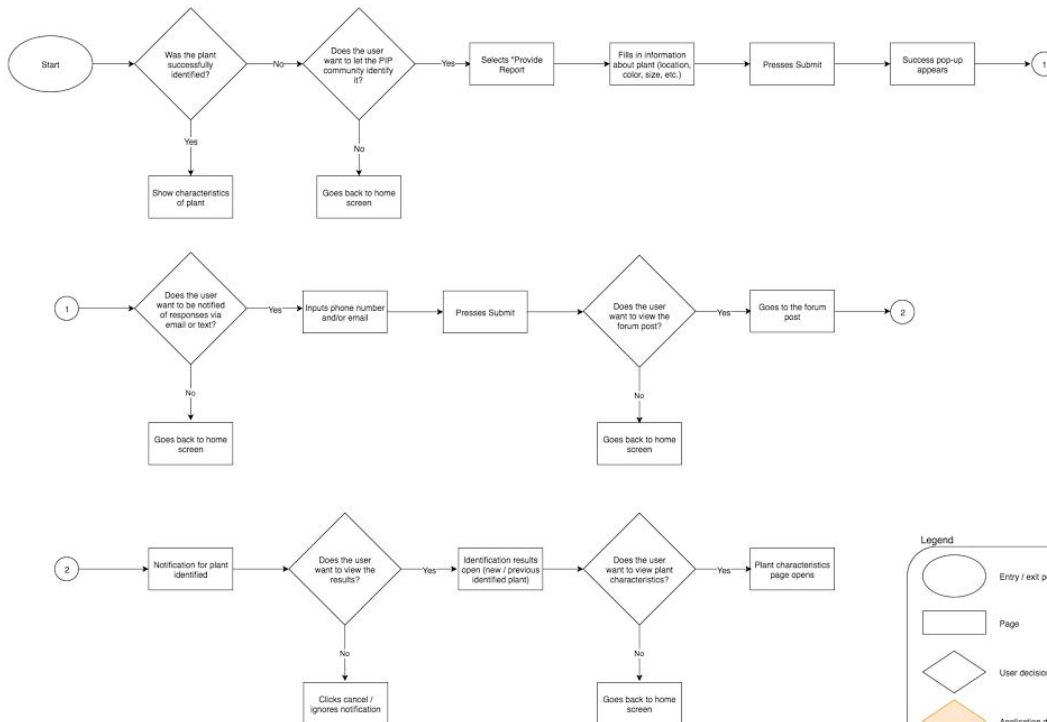 Start
Was the plant
successfully
identified?
No
Does the user
want to let the PIP
community identify
it?
Yes
Selects "Provide
Report
Fills in information
about plant (location,
color, size, etc.)
Presses Submit
Success pop-up
appears
1
Yes
No
Show characteristics
of plant
Goes back to home
screen
1
Does the user
want to be notified
of responses via
email or text?
Yes
Inputs phone number
and/or email
Presses Submit
Does the user
want to view the
forum post?
Yes
Goes to the forum
post
2
No
No
Goes back to home
screen
Goes back to home
screen
2
Notification for plant
identified
Does the user
want to view the
results?
Yes
Identification results
open (new / previous
identified plant)
Does the user
want to view plant
characteristics?
Yes
Plant characteristics
page opens
No
No
Clicks cancel /
ignores notification
Goes back to home
screen
Legend
Entry / exit
Page
User decision
Application